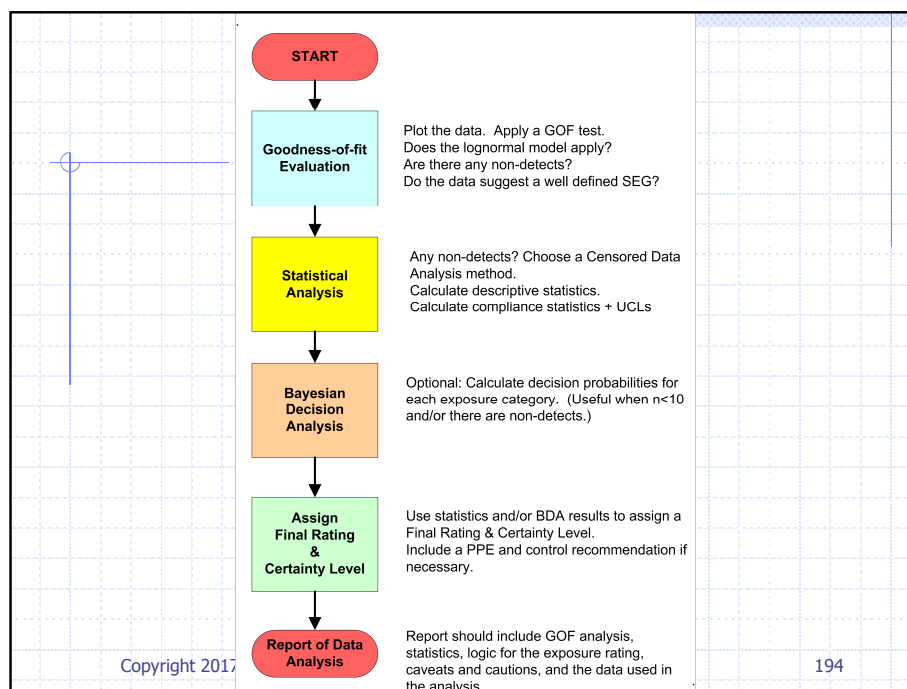 START
Goodness-of-fit
Evaluation
Plot the data. Apply a GOF test.
Does the lognormal model apply?
Are there any non-detects?
Do the data suggest a well defined SEG?
Statistical
Analysis
Any non-detects? Choose a Censored Data
Analysis method.
Calculate descriptive statistics.
Calculate compliance statistics + UCLs
Bayesian
Decision
Analysis
Optional: Calculate decision probabilities for
each exposure category. (Useful when n<10
and/or there are non-detects.)
Assign
Final Rating
&
Certainty Level
Use statistics and/or BDA results to assign a
Final Rating & Certainty Level.
Include a PPE and control recommendation if
necessary.
Report of Data
Analysis
Report should include GOF analysis,
statistics, logic for the exposure rating,
caveats and cautions, and the data used in
the analysis
Copyright 2017
194